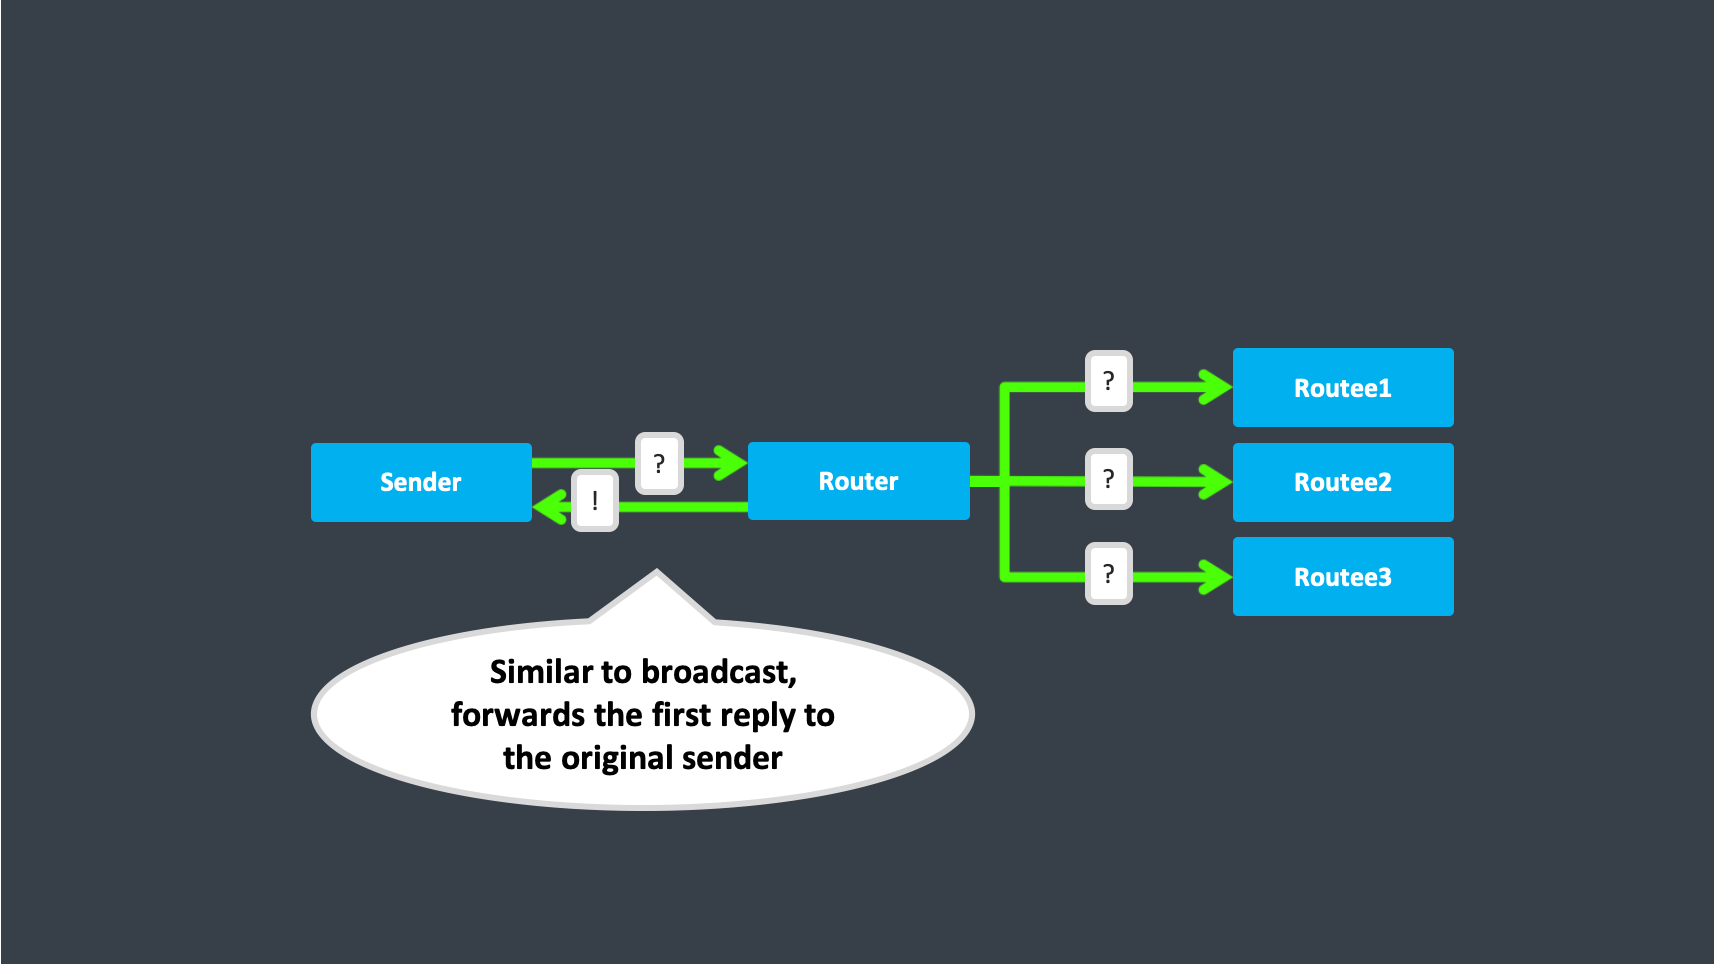 ?
Routee1
?
Sender
!
Router
?
Routee2
?
Routee3
Similar to broadcast,
forwards the first reply to
the original sender